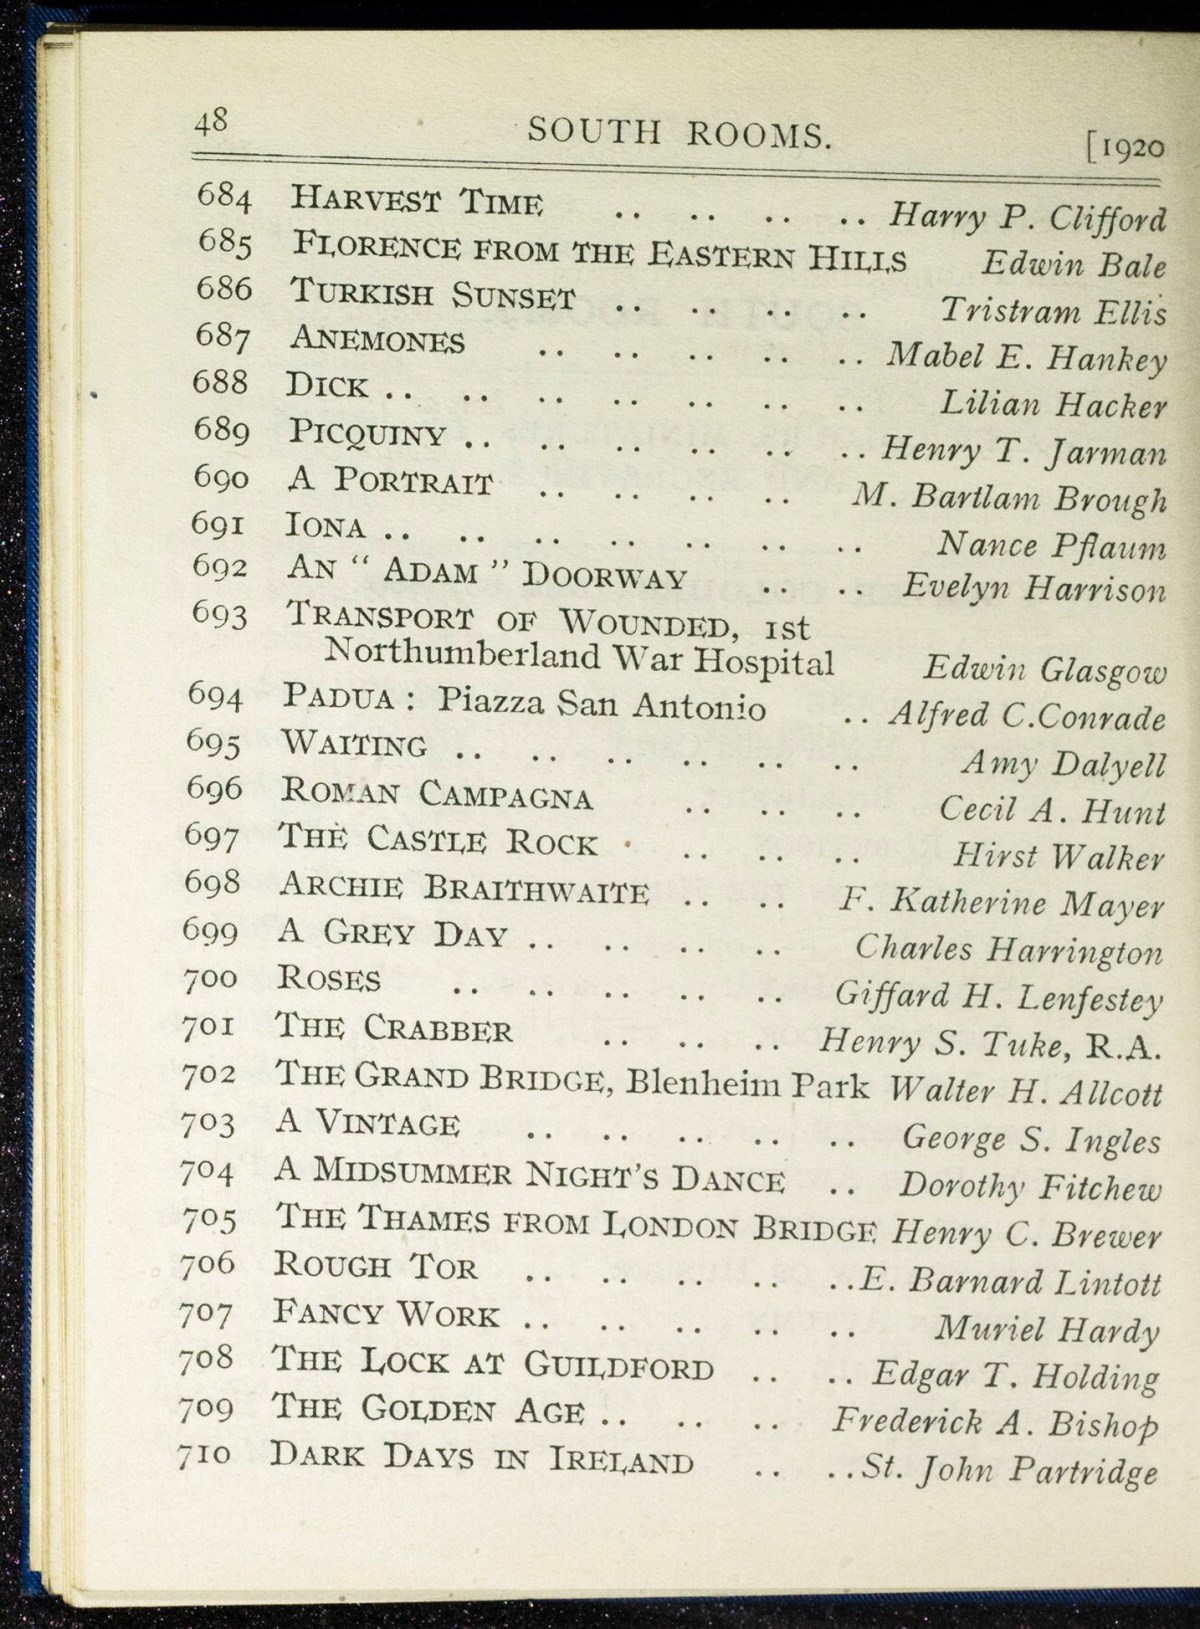 48 SOUTH ROOMS. [1920
684 HARVEST TIME .. .. .. .. Harry P. Clifford
685 FLORENCE FROM THE EASTERN HILLS Edwin Bale
686 TURKISH SUNSET .. .. .. .. Tristram Ellis
687 ANEMONES .. .. .. .. .. Mabel E. Hankey
688 DICK .. .. .. .. .. .. .. Lilian Hacker
689 PICQUINY .. .. .. .. .. .. Henry T. Jarman
690 A PORTRAIT .. .. .. .. M. Bartlam Brough
691 IONA .. .. .. .. .. .. .. Nance Pflaum
692 AN “ ADAM ” DOORWAY .. .. Evelyn Harrison
693 TRANSPORT OF WOUNDED, 1st
Northumberland War Hospital Edwin Glasgow
694 PADUA : Piazza San Antonio .. Alfred C.Conrade
695 WAITING .. .. .. .. .. .. Amy Dalyell
696 ROMAN CAMPAGNA .. .. .. Cecil A. Hunt
697 THE CASTLE ROCK .. .. .. Hirst Walker
698 ARCHIE BRAITHWAITE .. .. F. Katherine Mayer
699 A GREY DAY .. .. .. .. Charles Harrington
700 ROSES .. .. .. .. .. Giffard H. Lenfestey
701 THE CRABBER .. .. .. Henry S. Tuke, R.A.
702 THE GRAND BRIDGE, Blenheim Park Walter H. Allcott
703 A VINTAGE .. .. .. .. .. George S. Ingles
704 A MIDSUMMER NIGHT'S DANCE .. Dorothy Fitchew
705 THE THAMES FROM LONDON BRIDGE Henry C. Brewer
706 ROUGH TOR .. .. .. .. .. E. Barnard Lintott
707 FANCY WORK .. .. .. .. .. Muriel Hardy
708 THE LOCK AT GUILDFORD .. .. Edgar T. Holding
709 THE GOLDEN AGE .. .. .. Frederick A. Bishop
710 DARK DAYS IN IRELAND .. .. St. John Partridge